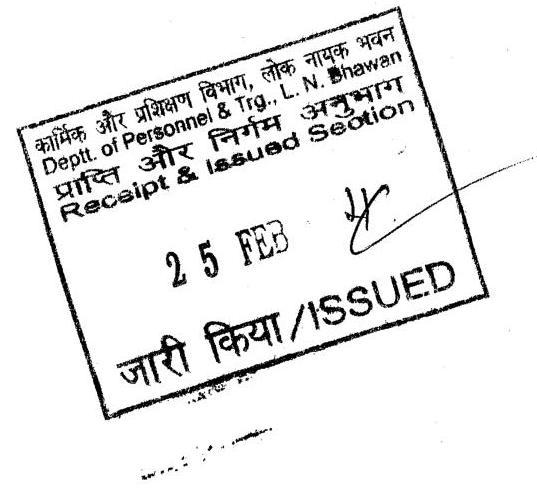 कार्मिक और प्रशिक्षण विभाग, लोक नायक भवन
Deptt. of Personnel & Trg., L. N. Bhawan
प्राप्ति और निर्गम अनुभाग
Receipt & Issued Section
25 FEB
जारी किया/ISSUED